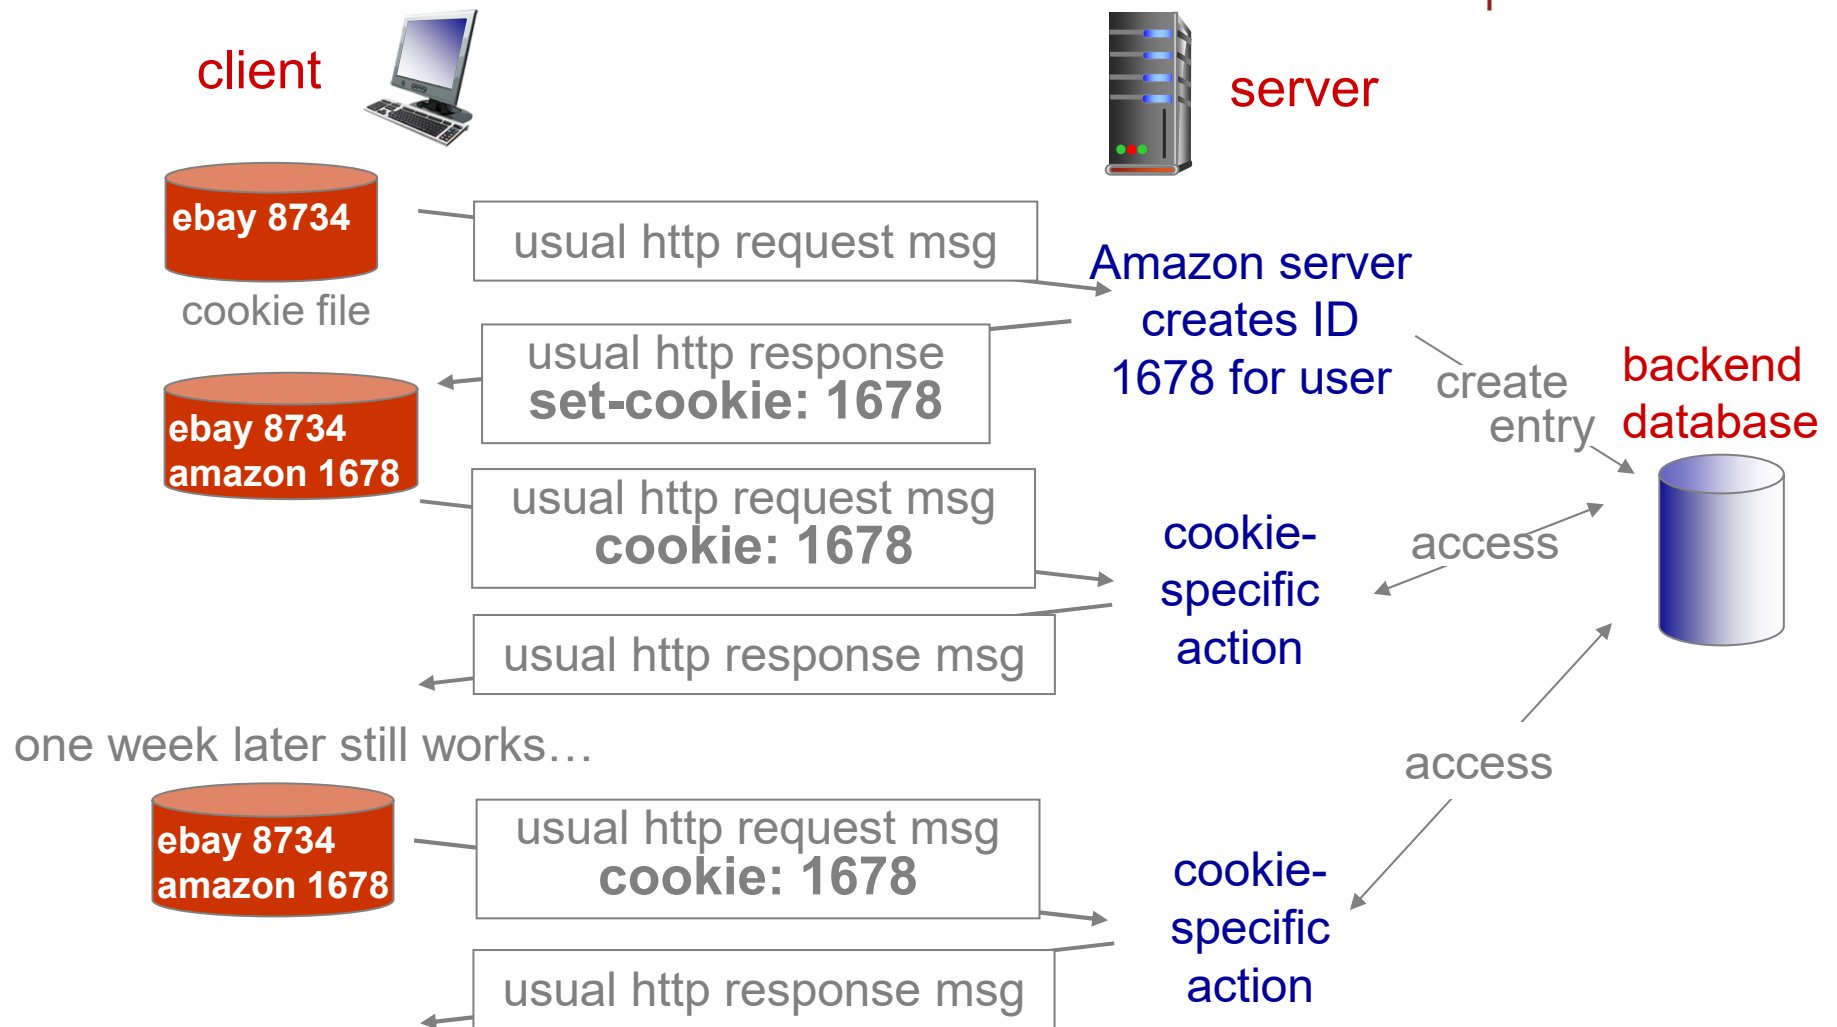 client
server
ebay 8734
cookie file
usual http request msg
Amazon server
creates ID
1678 for user
usual http response
set-cookie: 1678
create
entry
backend
database
ebay 8734
amazon 1678
usual http request msg
cookie: 1678
cookie-
specific
action
access
usual http response msg
one week later still works…
access
ebay 8734
amazon 1678
usual http request msg
cookie: 1678
cookie-
specific
action
usual http response msg